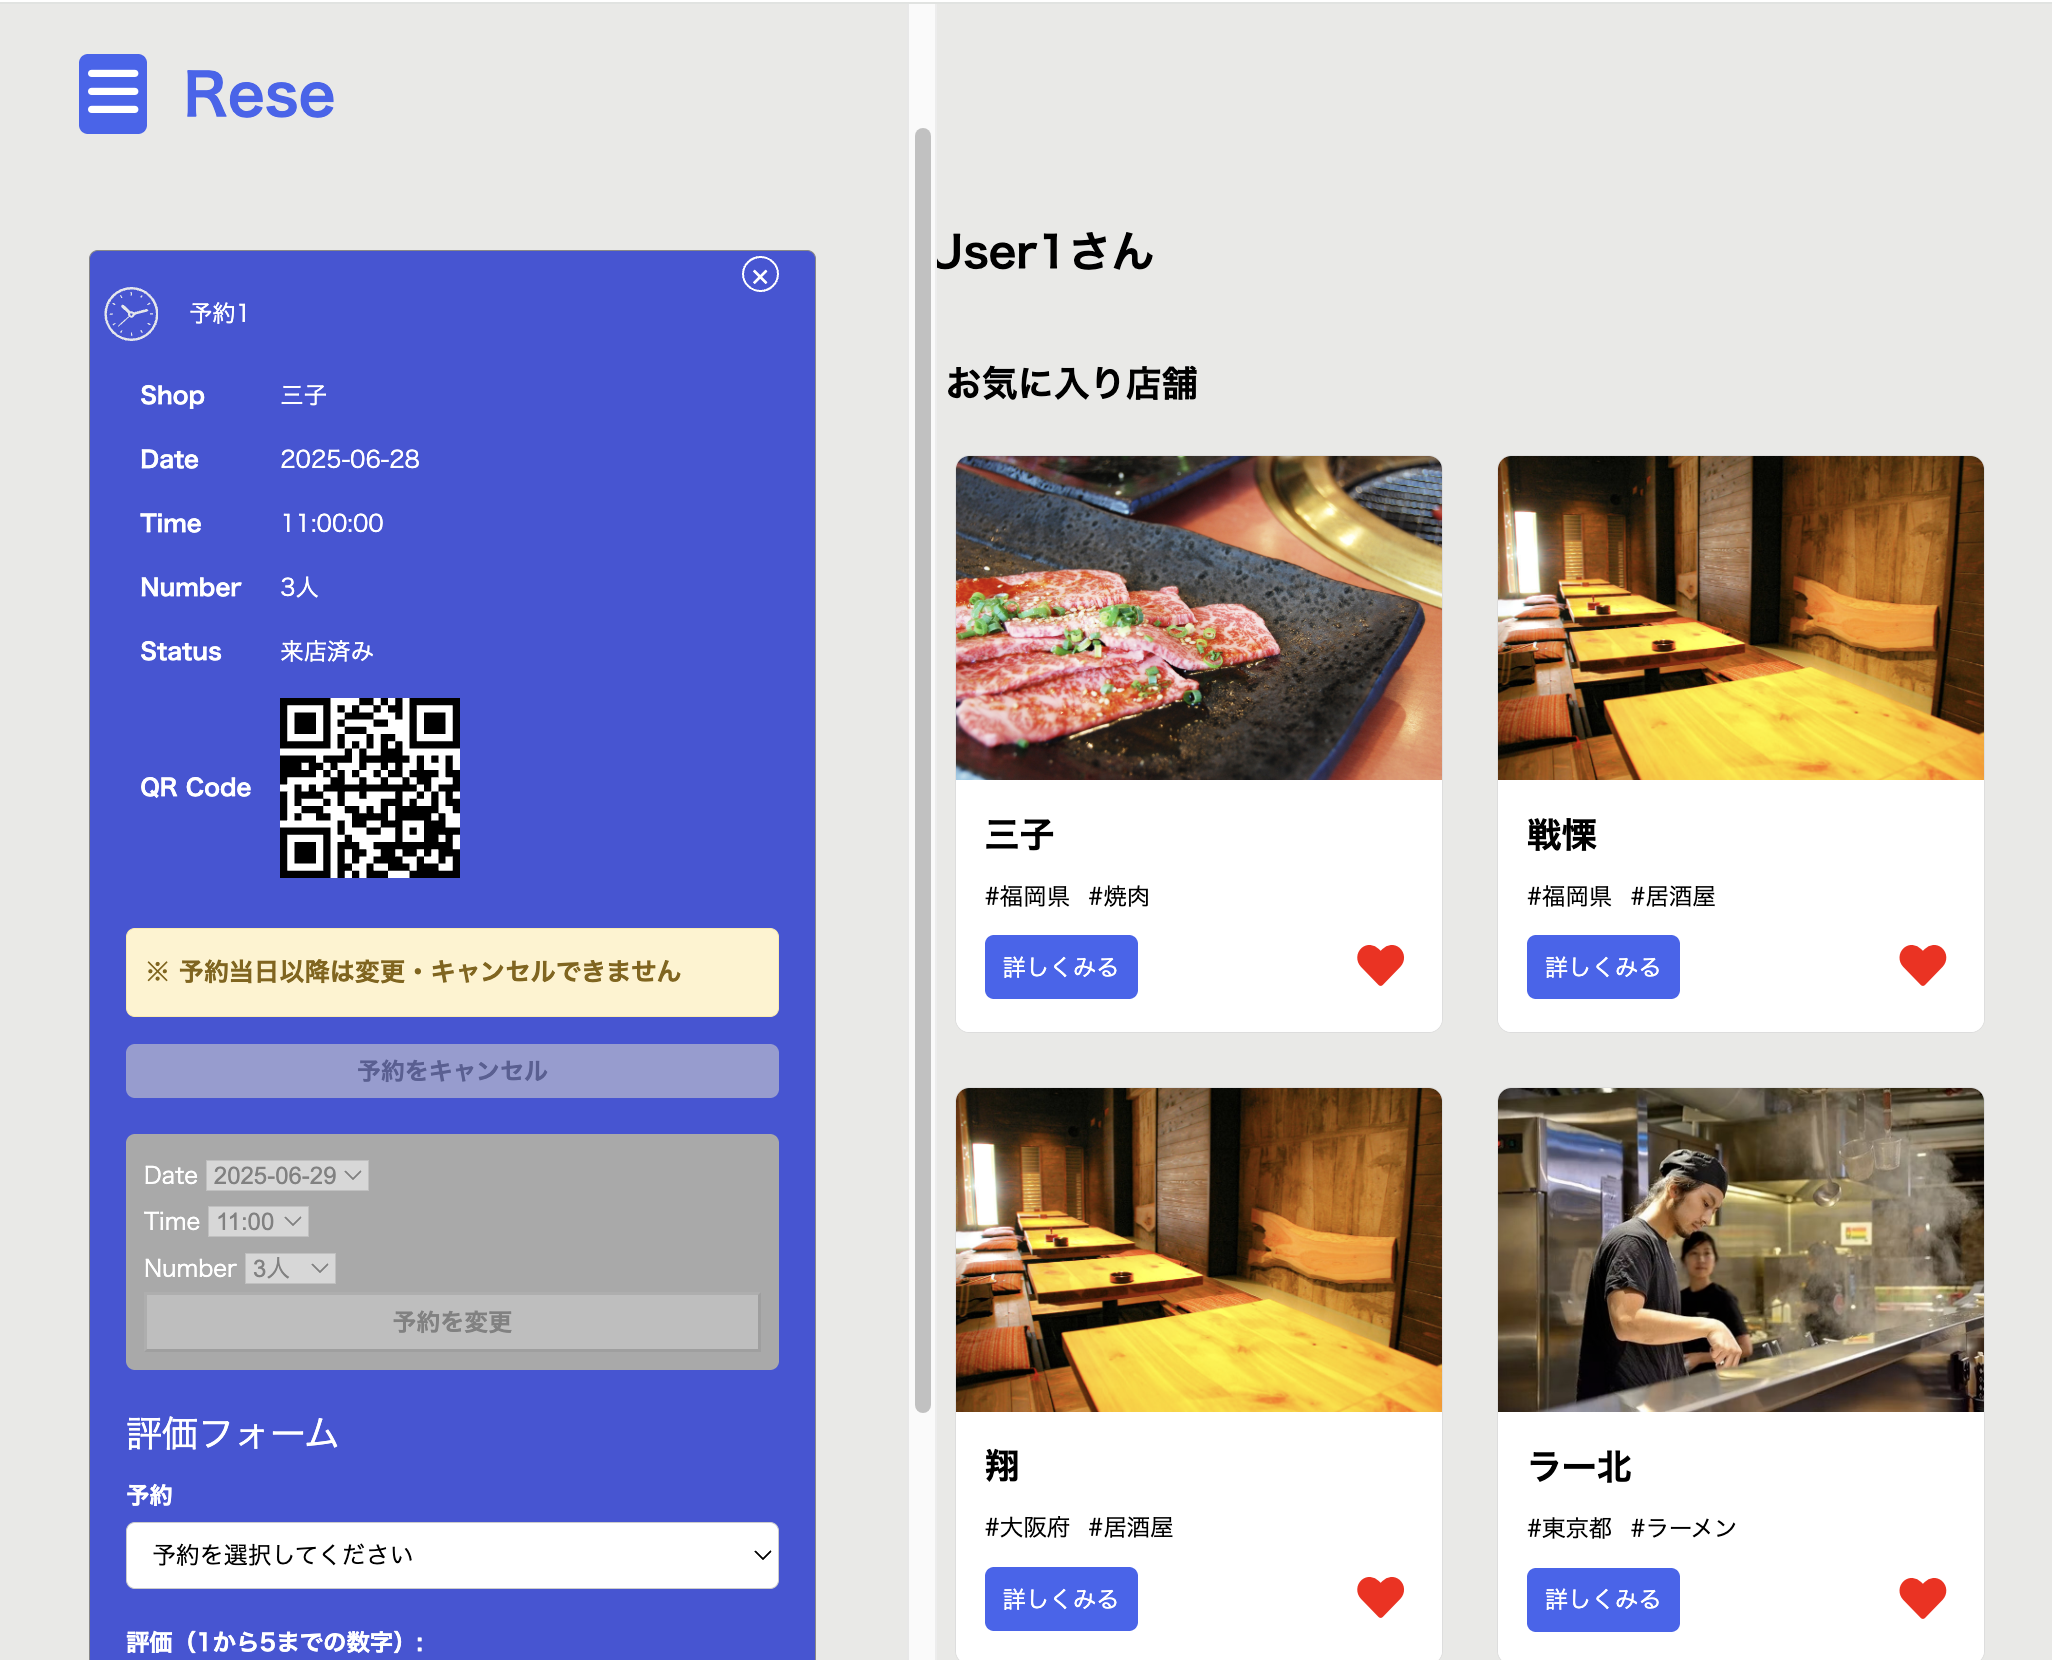 Rese
予約1
Shop 三子
Date 2025-06-28
Time 11:00:00
Number 3人
Status 来店済み
QR Code
※ 予約当日以降は変更・キャンセルできません
予約をキャンセル
Date 2025-06-29
Time 11:00
Number 3人
予約を変更
評価フォーム
予約
予約を選択してください
評価（1から5までの数字）:
User1さん
お気に入り店舗
三子
#福岡県 #焼肉
詳しくみる
戦慄
#福岡県 #居酒屋
詳しくみる
翔
#大阪府 #居酒屋
詳しくみる
ラー北
#東京都 #ラーメン
詳しくみる